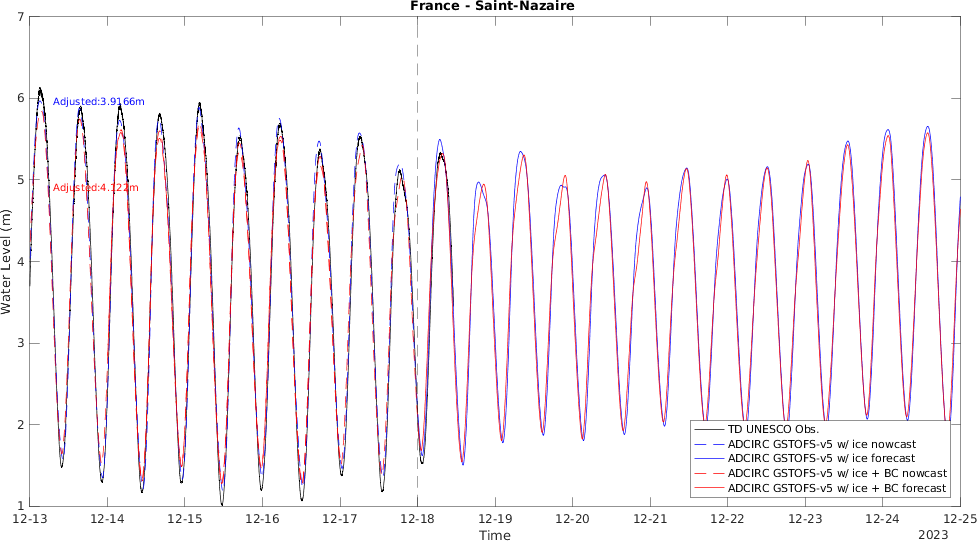 France - Saint-Nazaire
7
6
5
4
3
2
1
Water Level (m)
Adjusted:3.9166m
Adjusted:4.122m
TD UNESCO Obs.
ADCIRC GSTOFS-v5 w/ ice nowcast
ADCIRC GSTOFS-v5 w/ ice forecast
ADCIRC GSTOFS-v5 w/ ice + BC nowcast
ADCIRC GSTOFS-v5 w/ ice + BC forecast
12-13 12-14 12-15 12-16 12-17 12-18 12-19 12-20 12-21 12-22 12-23 12-24 12-25
Time
2023